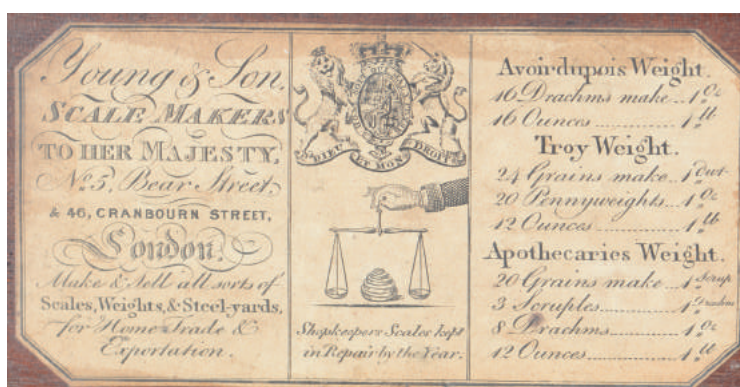 Young & Son.
SCALE MAKERS
TO HER MAJESTY,
No. 5, Bear Street,
& 46, CRANBOURN STREET,
London.
Make & Sell all sorts of
Scales, Weights, & Steel-yards,
for Home Trade &
Exportation.
DIEU ET MON DROIT
Shopkeepers Scales kept
in Repair by the Year.
Avoirdupois Weight.
16 Drachms make...1 oz
16 Ounces............1 lb
Troy Weight.
24 Grains make...1 dwt
20 Pennyweights...1 oz
12 Ounces............1 lb
Apothecaries Weight.
20 Grains make...1 Scrup
3 Scruples............1 Drachm
8 Drachms............1 oz
12 Ounces............1 lb